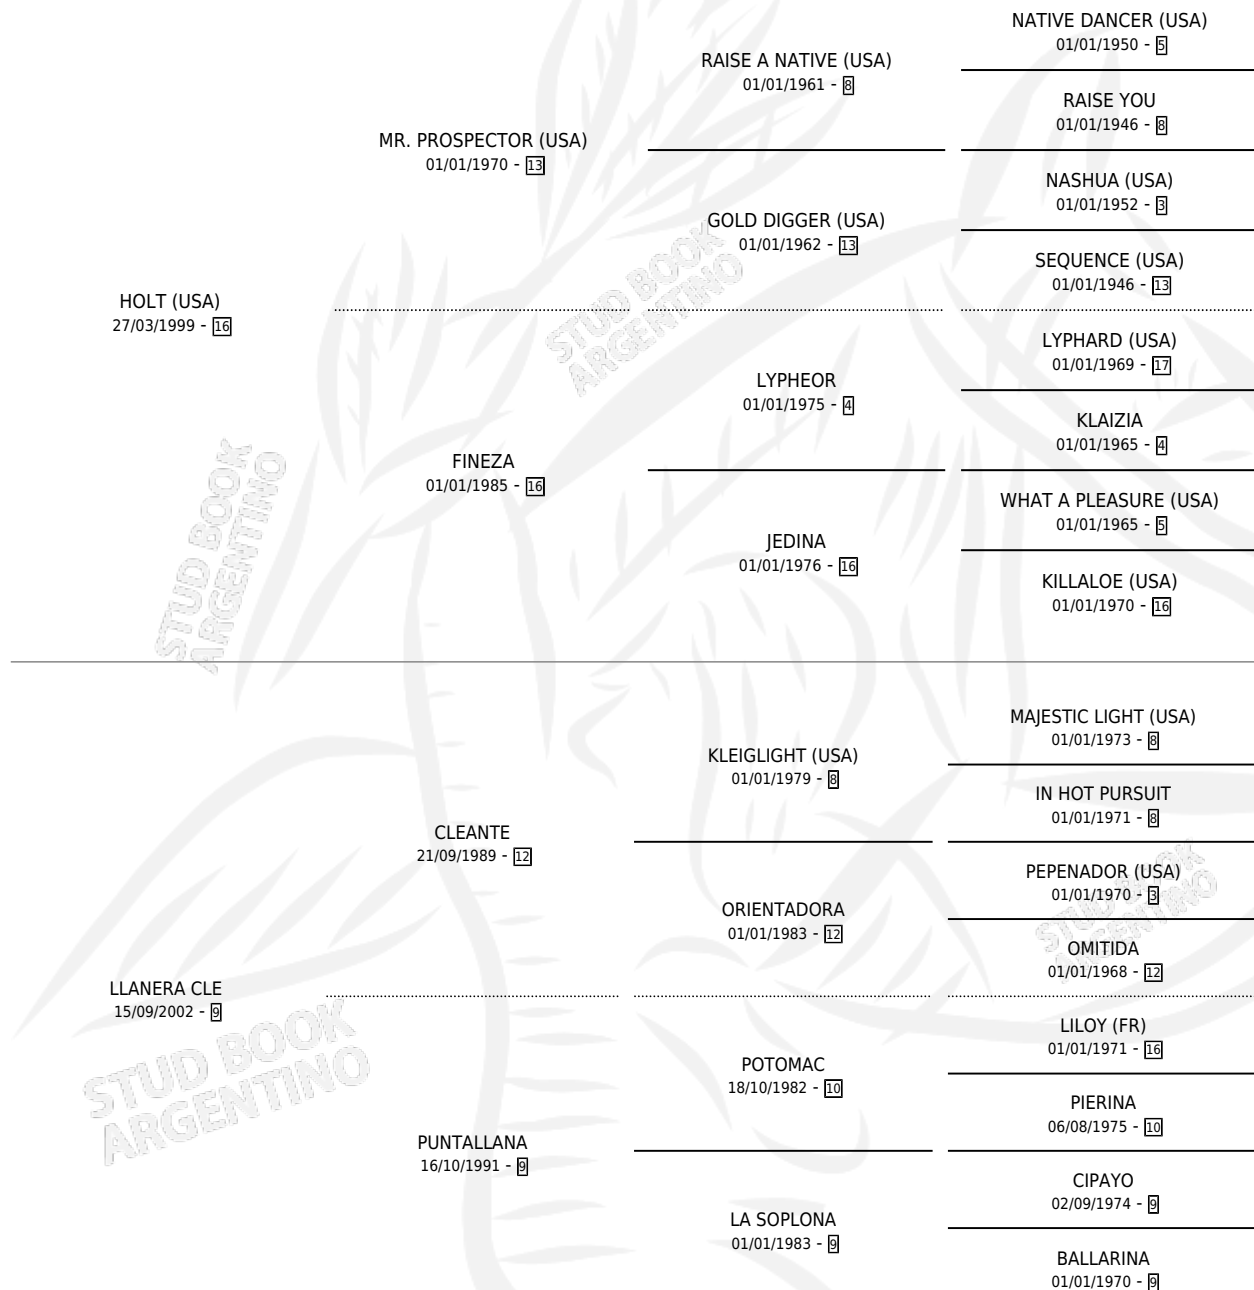 NATIVE DANCER (USA)
01/01/1950 - 5
RAISE A NATIVE (USA)
01/01/1961 - 8
RAISE YOU
01/01/1946 - 8
MR. PROSPECTOR (USA)
01/01/1970 - 13
NASHUA (USA)
01/01/1952 - 3
GOLD DIGGER (USA)
01/01/1962 - 13
SEQUENCE (USA)
01/01/1946 - 13
HOLT (USA)
27/03/1999 - 16
LYPHARD (USA)
01/01/1969 - 17
LYPHEOR
01/01/1975 - 4
KLAIZIA
01/01/1965 - 4
FINEZA
01/01/1985 - 16
WHAT A PLEASURE (USA)
01/01/1965 - 5
JEDINA
01/01/1976 - 16
KILLALOE (USA)
01/01/1970 - 16
STUD BOOK
ARGENTINO
STUD BOOK
ARGENTINO
MAJESTIC LIGHT (USA)
01/01/1973 - 8
KLEIGLIGHT (USA)
01/01/1979 - 8
IN HOT PURSUIT
01/01/1971 - 8
CLEANTE
21/09/1989 - 12
PEPENADOR (USA)
01/01/1970 - 3
ORIENTADORA
01/01/1983 - 12
OMITIDA
01/01/1968 - 12
LLANERA CLE
15/09/2002 - 9
LILOY (FR)
01/01/1971 - 16
POTOMAC
18/10/1982 - 10
PIERINA
06/08/1975 - 10
PUNTALLANA
16/10/1991 - 9
CIPAYO
02/09/1974 - 9
LA SOPLONA
01/01/1983 - 9
BALLARINA
01/01/1970 - 9
STUD BOOK
ARGENTINO
STUD BOOK
ARGENTINO